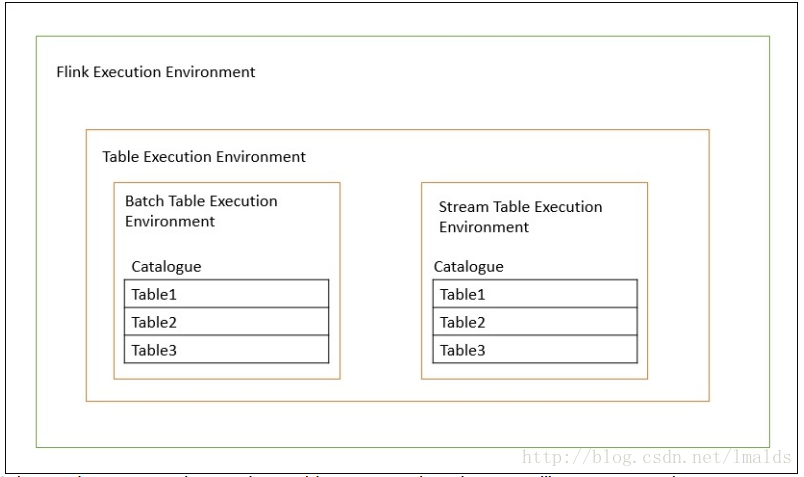 Flink Execution Environment
Table Execution Environment
Batch Table Execution
Environment
Catalogue
Table1
Table2
Table3
Stream Table Execution
Environment
Catalogue
Table1
Table2
Table3
http://blog.csdn.net/lmalds